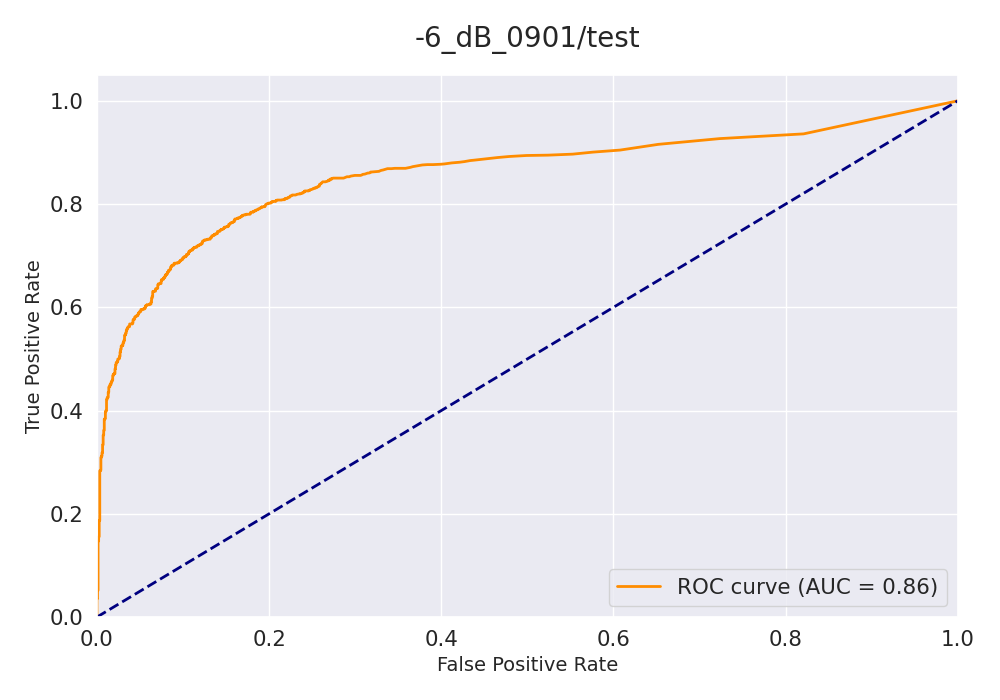 -6_dB_0901/test
True Positive Rate
1.0
0.8
0.6
0.4
0.2
0.0
0.0 0.2 0.4 0.6 0.8 1.0
False Positive Rate
ROC curve (AUC = 0.86)